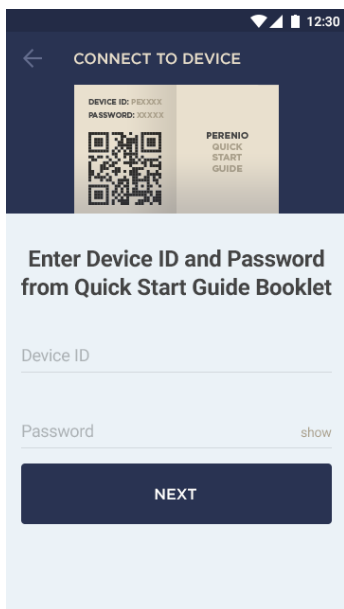 12:30
CONNECT TO DEVICE
DEVICE ID: PEXXXX
PASSWORD: XXXXX
PERENIO
QUICK
START
GUIDE
Enter Device ID and Password
from Quick Start Guide Booklet
Device ID
Password show
NEXT